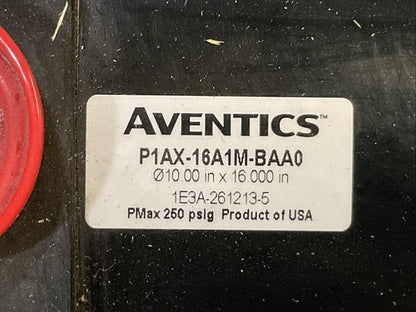 AVENTICS™
P1AX-16A1M-BAA0
Ø10.00 in x 16.000 in
1E3A-261213-5
PMax 250 psig Product of USA